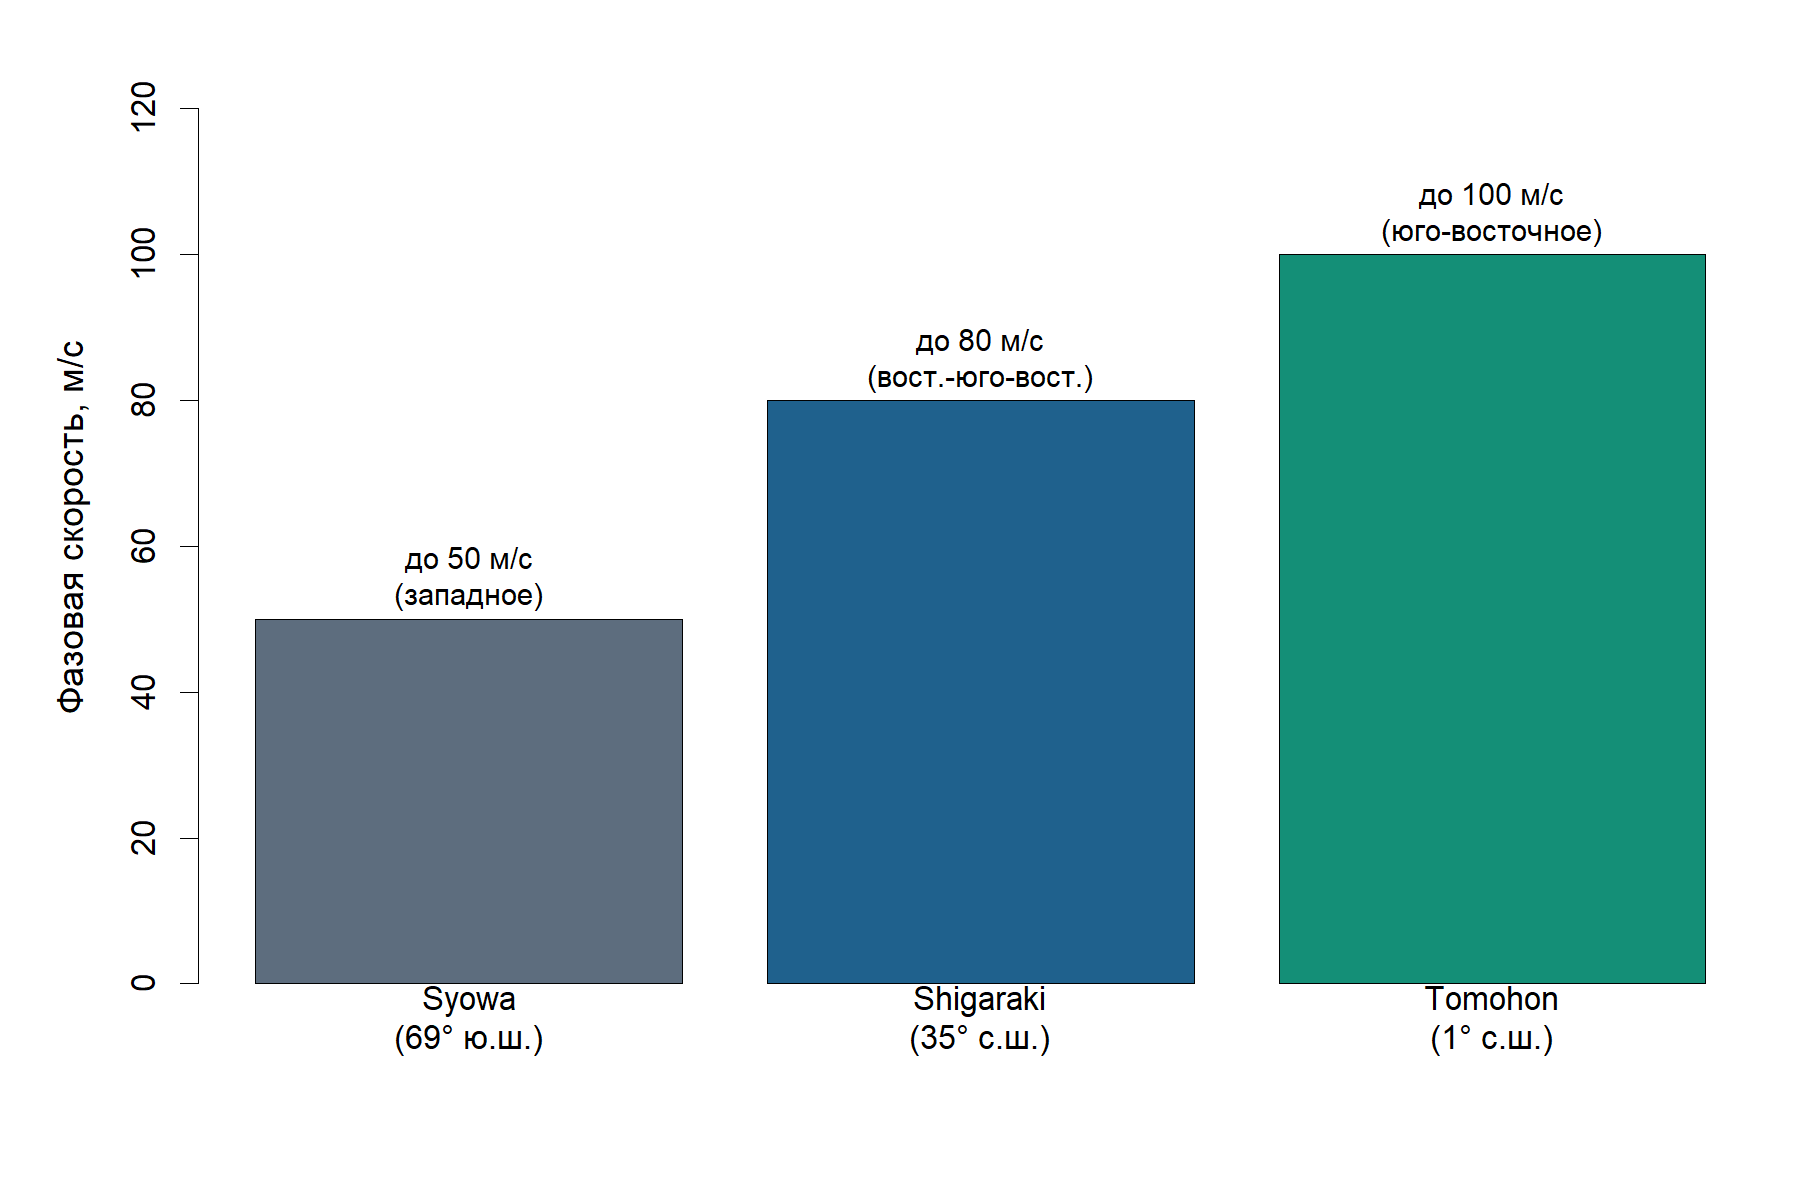 120
100
80
60
40
20
0
Фазовая скорость, м/с
до 50 м/с
(западное)
до 80 м/с
(вост.-юго-вост.)
до 100 м/с
(юго-восточное)
Syowa
(69° ю.ш.)
Shigaraki
(35° с.ш.)
Tomohon
(1° с.ш.)